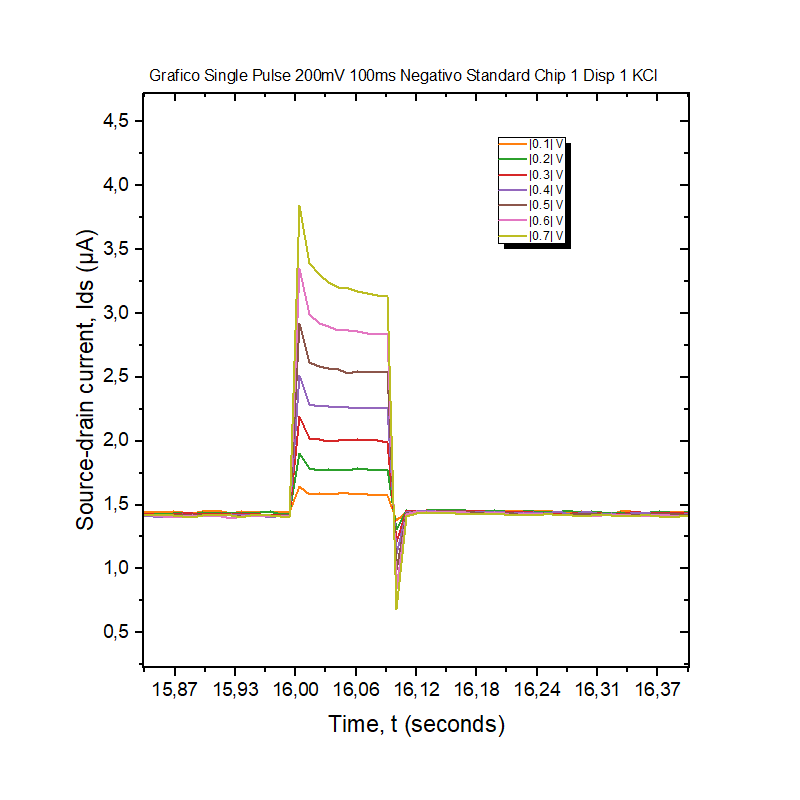 Grafico Single Pulse 200mV 100ms Negativo Standard Chip 1 Disp 1 KCl
4,5
4,0
3,5
3,0
2,5
2,0
1,5
1,0
0,5
Source-drain current, Ids (µA)
|0.1| V
|0.2| V
|0.3| V
|0.4| V
|0.5| V
|0.6| V
|0.7| V
15,87 15,93 16,00 16,06 16,12 16,18 16,24 16,31 16,37
Time, t (seconds)